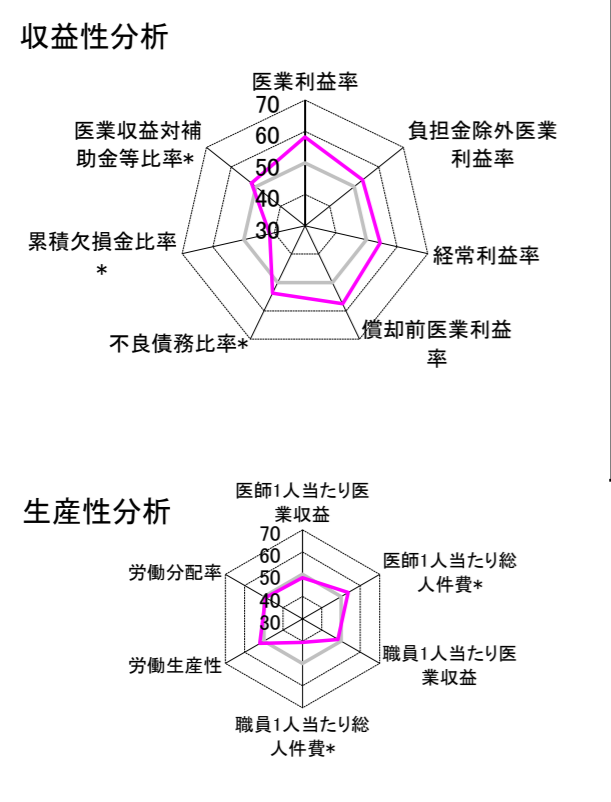 収益性分析
医業利益率
70
60
50
40
30
負担金除外医業
利益率
経常利益率
償却前医業利益
率
不良債務比率*
累積欠損金比率
*
医業収益対補
助金等比率*
生産性分析
医師1人当たり医
業収益
70
60
50
40
30
医師1人当たり総
人件費*
職員1人当たり医
業収益
職員1人当たり総
人件費*
労働生産性
労働分配率